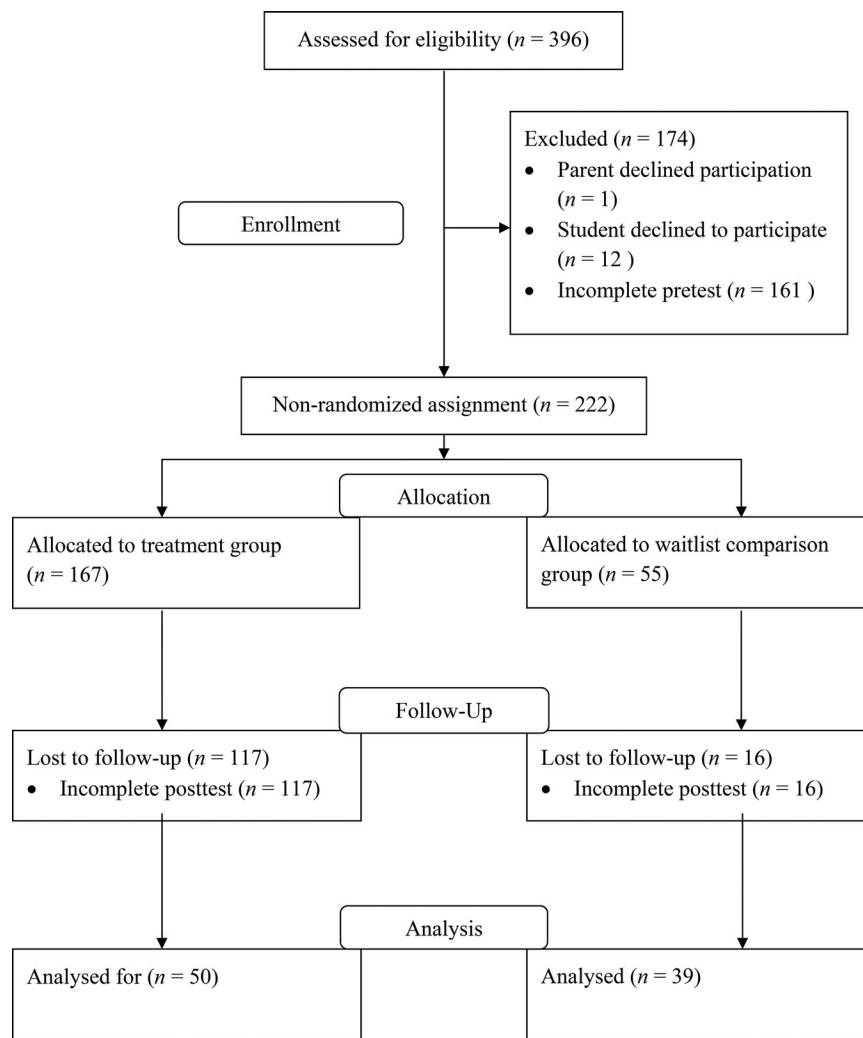 Assessed for eligibility (n = 396)
Excluded (n = 174)
• Parent declined participation
(n = 1)
• Student declined to participate
(n = 12 )
• Incomplete pretest (n = 161 )
Enrollment
Non-randomized assignment (n = 222)
Allocation
Allocated to treatment group
(n = 167)
Allocated to waitlist comparison
group (n = 55)
Follow-Up
Lost to follow-up (n = 117)
• Incomplete posttest (n = 117)
Lost to follow-up (n = 16)
• Incomplete posttest (n = 16)
Analysis
Analysed for (n = 50)
Analysed (n = 39)